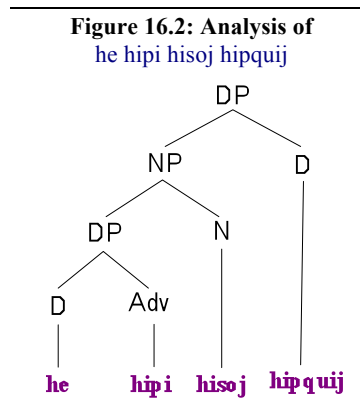 Figure 16.2: Analysis of
he hipi hisoj hipquij
DP
NP D
DP N
D Adv
he hipi hisoj hipquij